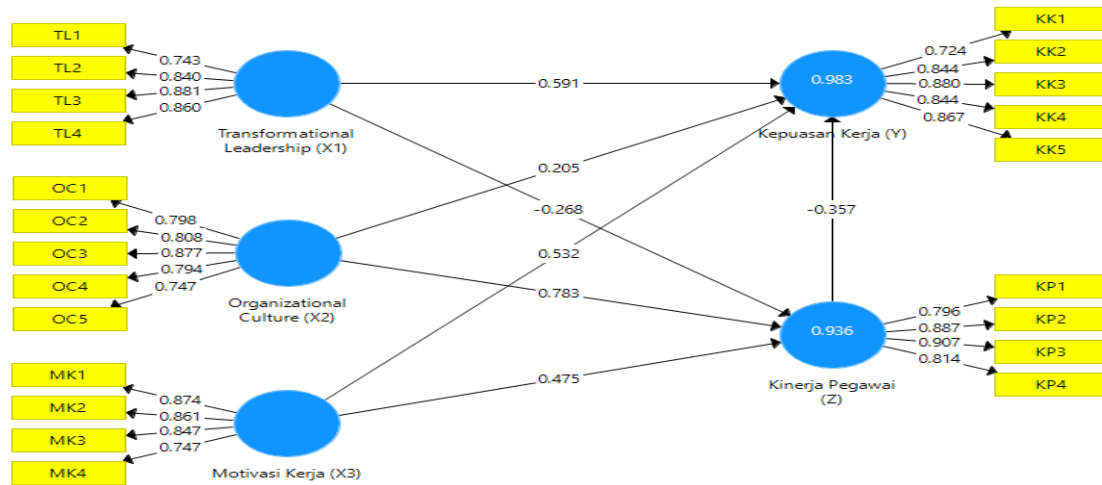 TL1
TL2
TL3
TL4
0.743
0.840
0.881
0.860
Transformational
Leadership (X1)
OC1
OC2
OC3
OC4
OC5
0.798
0.808
0.877
0.794
0.747
Organizational
Culture (X2)
MK1
MK2
MK3
MK4
0.874
0.861
0.847
0.747
Motivasi Kerja (X3)
0.591
0.205
-0.268
0.532
0.783
0.475
-0.357
0.983
Kepuasan Kerja (Y)
0.724
0.844
0.880
0.844
0.867
KK1
KK2
KK3
KK4
KK5
0.936
Kinerja Pegawai
(Z)
0.796
0.887
0.907
0.814
KP1
KP2
KP3
KP4